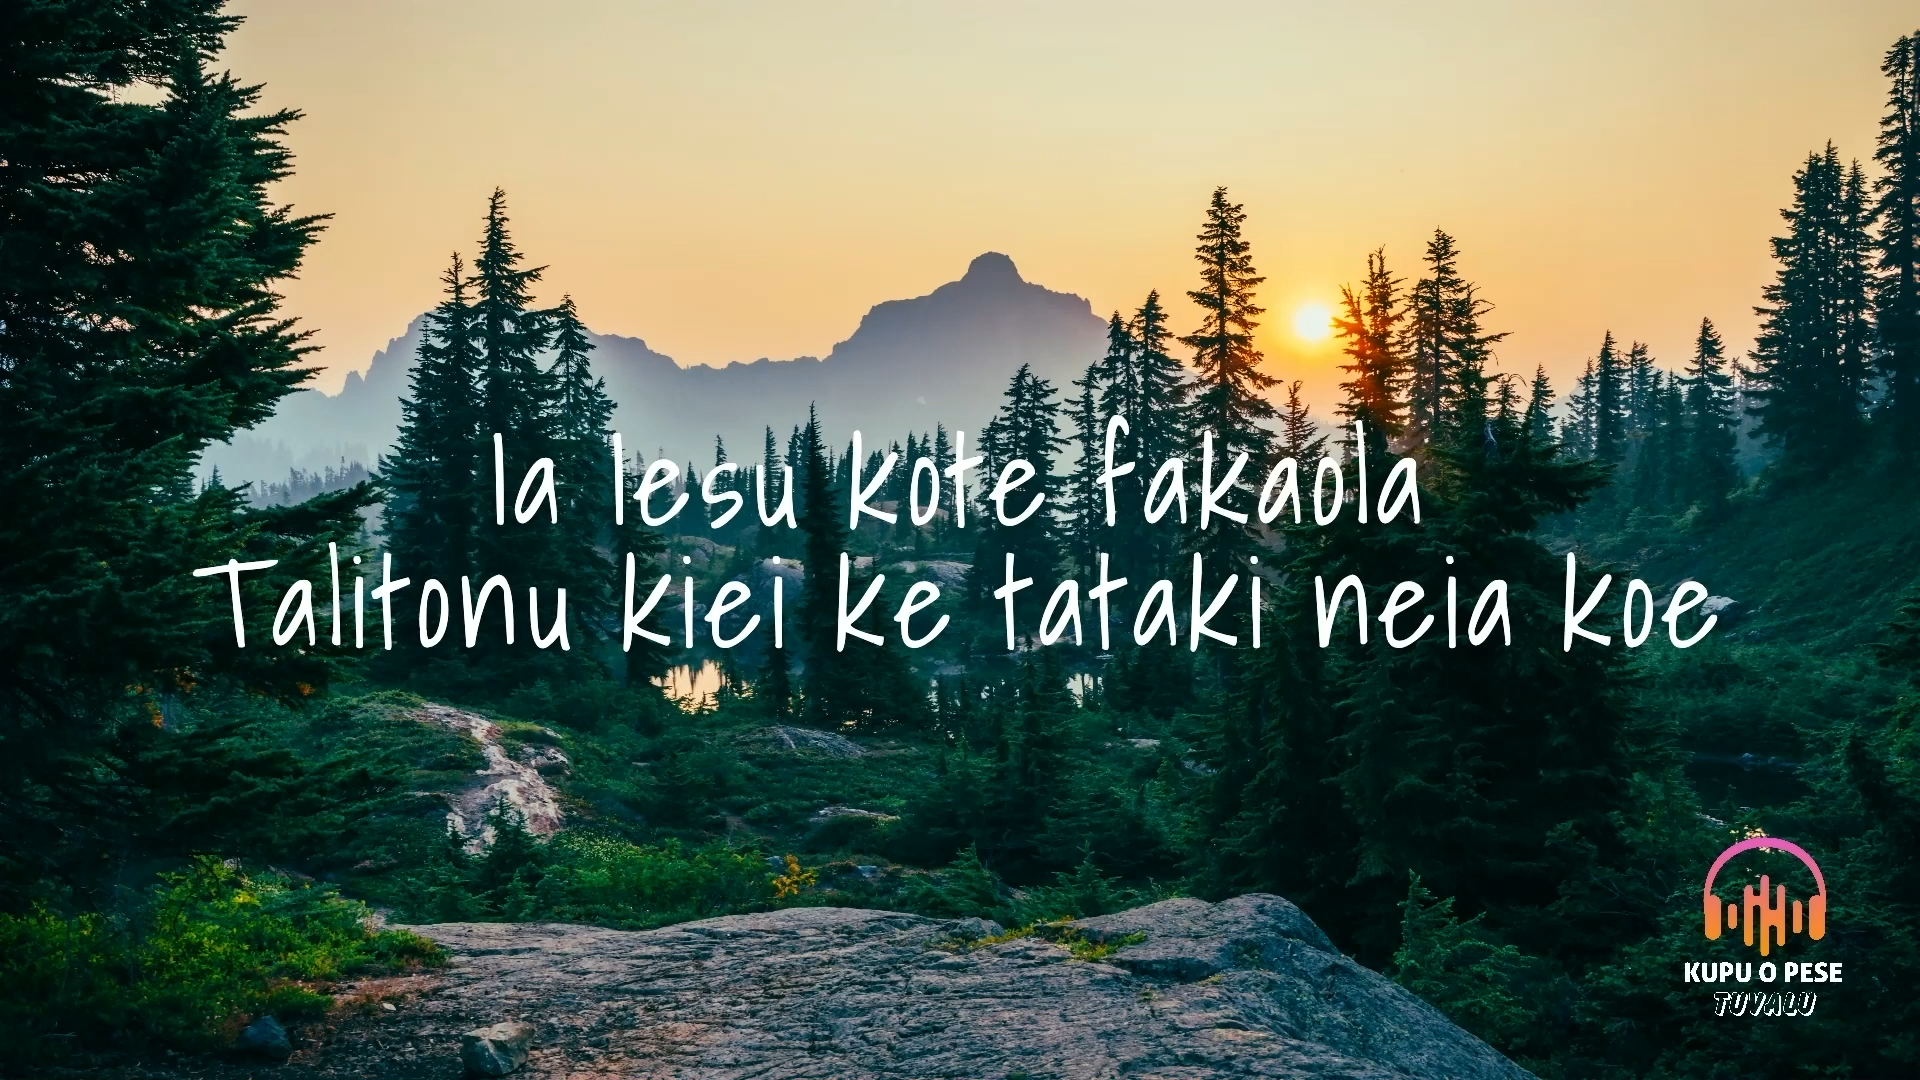 Ia Iesu kote fakaola
Talitonu kiei ke tataki neia koe
KUPU O PESE
TUVALU